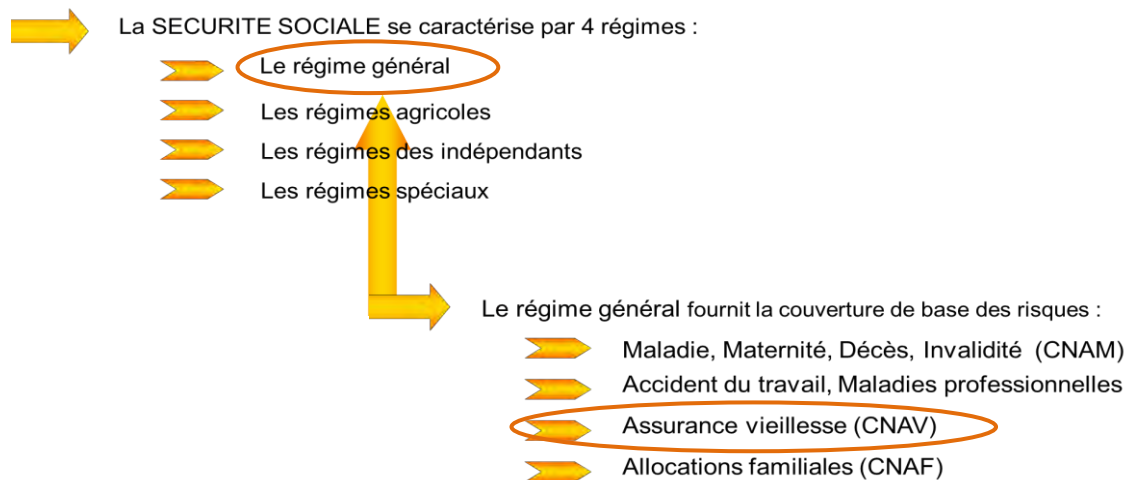 La SECURITE SOCIALE se caractérise par 4 régimes :
Le régime général
Les régimes agricoles
Les régimes des indépendants
Les régimes spéciaux
Le régime général fournit la couverture de base des risques :
Maladie, Maternité, Décès, Invalidité (CNAM)
Accident du travail, Maladies professionnelles
Assurance vieillesse (CNAV)
Allocations familiales (CNAF)